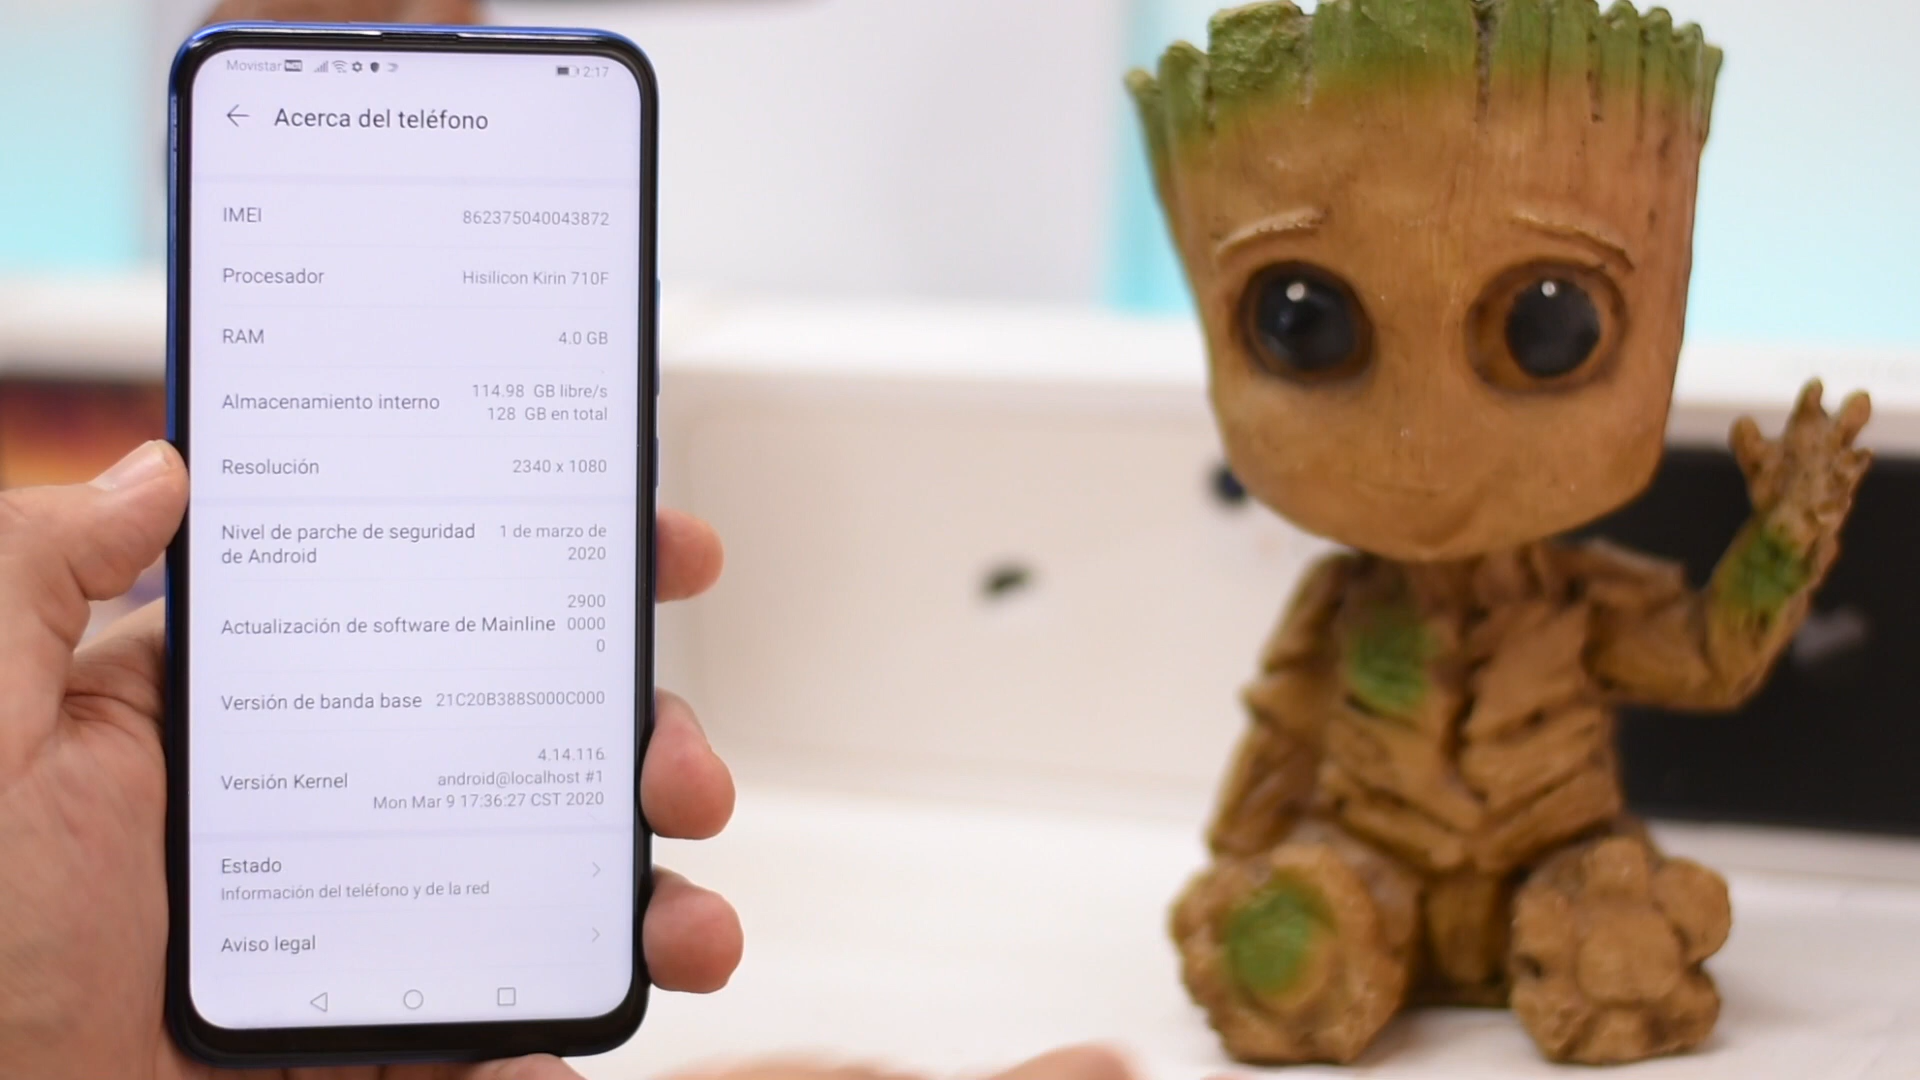 Movistar 2:17
Acerca del teléfono
IMEI 862375040043872
Procesador Hisilicon Kirin 710F
RAM 4.0 GB
Almacenamiento interno 114.98 GB libre/s
128 GB en total
Resolución 2340 x 1080
Nivel de parche de seguridad 1 de marzo de
de Android 2020
2900
Actualización de software de Mainline 0000
0
Versión de banda base 21C20B388S000C000
4.14.116
Versión Kernel android@localhost #1
Mon Mar 9 17:36:27 CST 2020
Estado
Información del teléfono y de la red
Aviso legal